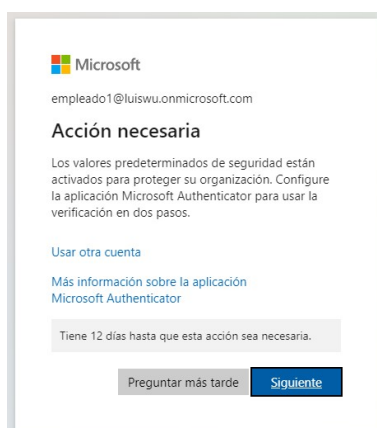 Microsoft
empleado1@luiswu.onmicrosoft.com
Acción necesaria
Los valores predeterminados de seguridad están
activados para proteger su organización. Configure
la aplicación Microsoft Authenticator para usar la
verificación en dos pasos.
Usar otra cuenta
Más información sobre la aplicación
Microsoft Authenticator
Tiene 12 días hasta que esta acción sea necesaria.
Preguntar más tarde
Siguiente